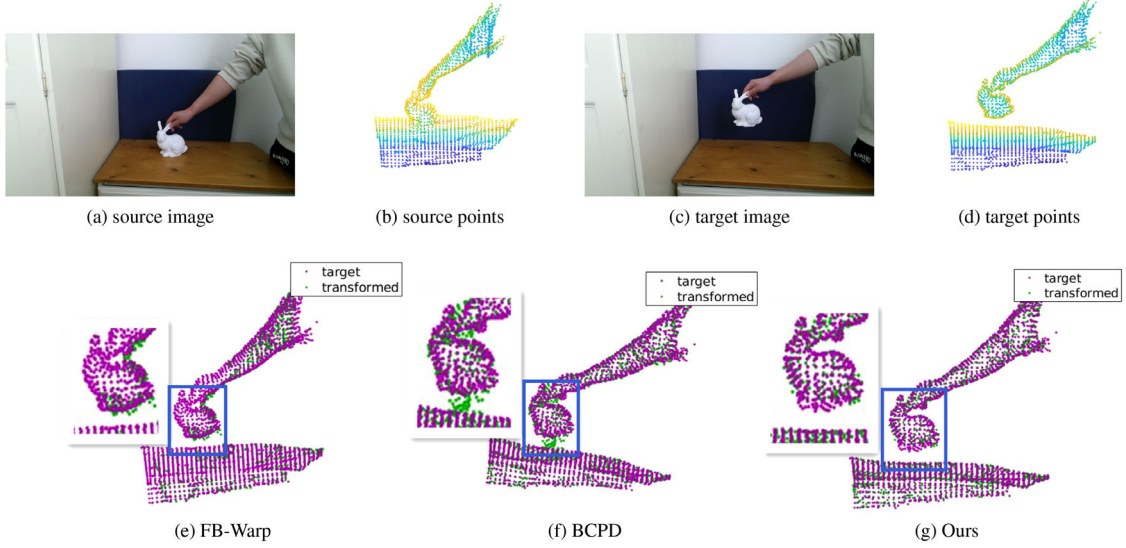 (a) source image
(b) source points
(c) target image
(d) target points
target
transformed
target
transformed
target
transformed
(e) FB-Warp
(f) BCPD
(g) Ours